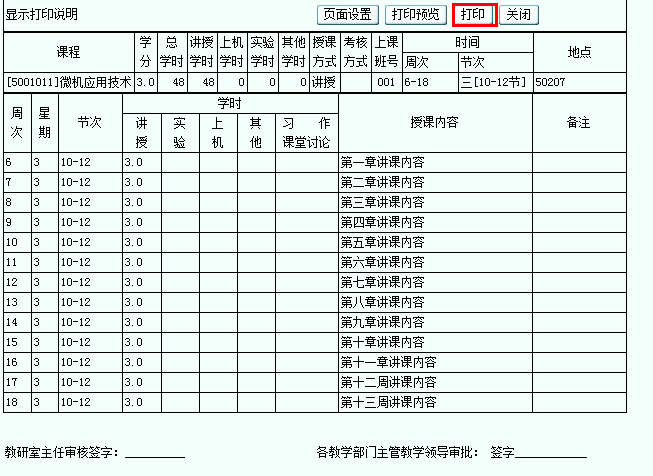 显示打印说明 页面设置 打印预览 打印 关闭
课程 学分 总学时 讲授学时 上机学时 实验学时 其他学时 授课方式 考核方式 上课班号 时间 地点
周次 节次
[5001011]微机应用技术 3.0 48 48 0 0 0 讲授 001 6-18 三[10-12节] 50207
周次 星期 节次 学时 授课内容 备注
讲授 实验 上机 其他 习 作课堂讨论
6 3 10-12 3.0 第一章讲课内容
7 3 10-12 3.0 第二章讲课内容
8 3 10-12 3.0 第三章讲课内容
9 3 10-12 3.0 第四章讲课内容
10 3 10-12 3.0 第五章讲课内容
11 3 10-12 3.0 第六章讲课内容
12 3 10-12 3.0 第七章讲课内容
13 3 10-12 3.0 第八章讲课内容
14 3 10-12 3.0 第九章讲课内容
15 3 10-12 3.0 第十章讲课内容
16 3 10-12 3.0 第十一章讲课内容
17 3 10-12 3.0 第十二周讲课内容
18 3 10-12 3.0 第十三周讲课内容
教研室主任审核签字：________ 各教学部门主管教学领导审批： 签字__________